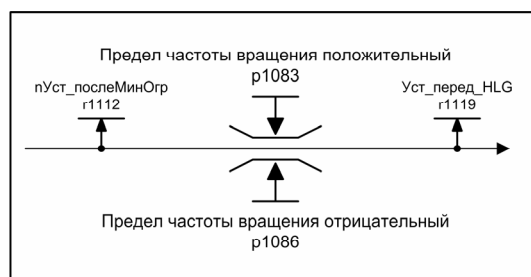 Предел частоты вращения положительный
p1083
nУст_послеМинОгр
r1112
Уст_перед_HLG
r1119
Предел частоты вращения отрицательный
p1086